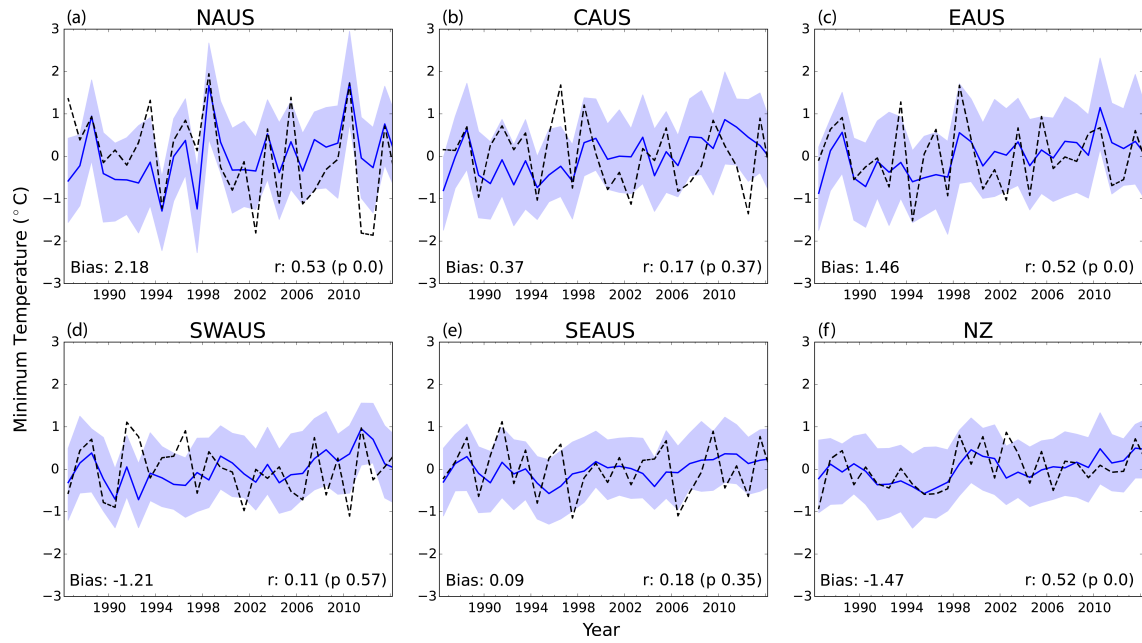 (a) NAUS
(b) CAUS
(c) EAUS
3
2
1
0
−1
−2
−3
Bias: 2.18 r: 0.53 (p 0.0)
1990 1994 1998 2002 2006 2010
3
2
1
0
−1
−2
−3
Bias: 0.37 r: 0.17 (p 0.37)
1990 1994 1998 2002 2006 2010
3
2
1
0
−1
−2
−3
Bias: 1.46 r: 0.52 (p 0.0)
1990 1994 1998 2002 2006 2010
Minimum Temperature (°C)
(d) SWAUS
(e) SEAUS
(f) NZ
3
2
1
0
−1
−2
−3
Bias: -1.21 r: 0.11 (p 0.57)
1990 1994 1998 2002 2006 2010
3
2
1
0
−1
−2
−3
Bias: 0.09 r: 0.18 (p 0.35)
1990 1994 1998 2002 2006 2010
3
2
1
0
−1
−2
−3
Bias: -1.47 r: 0.52 (p 0.0)
1990 1994 1998 2002 2006 2010
Year